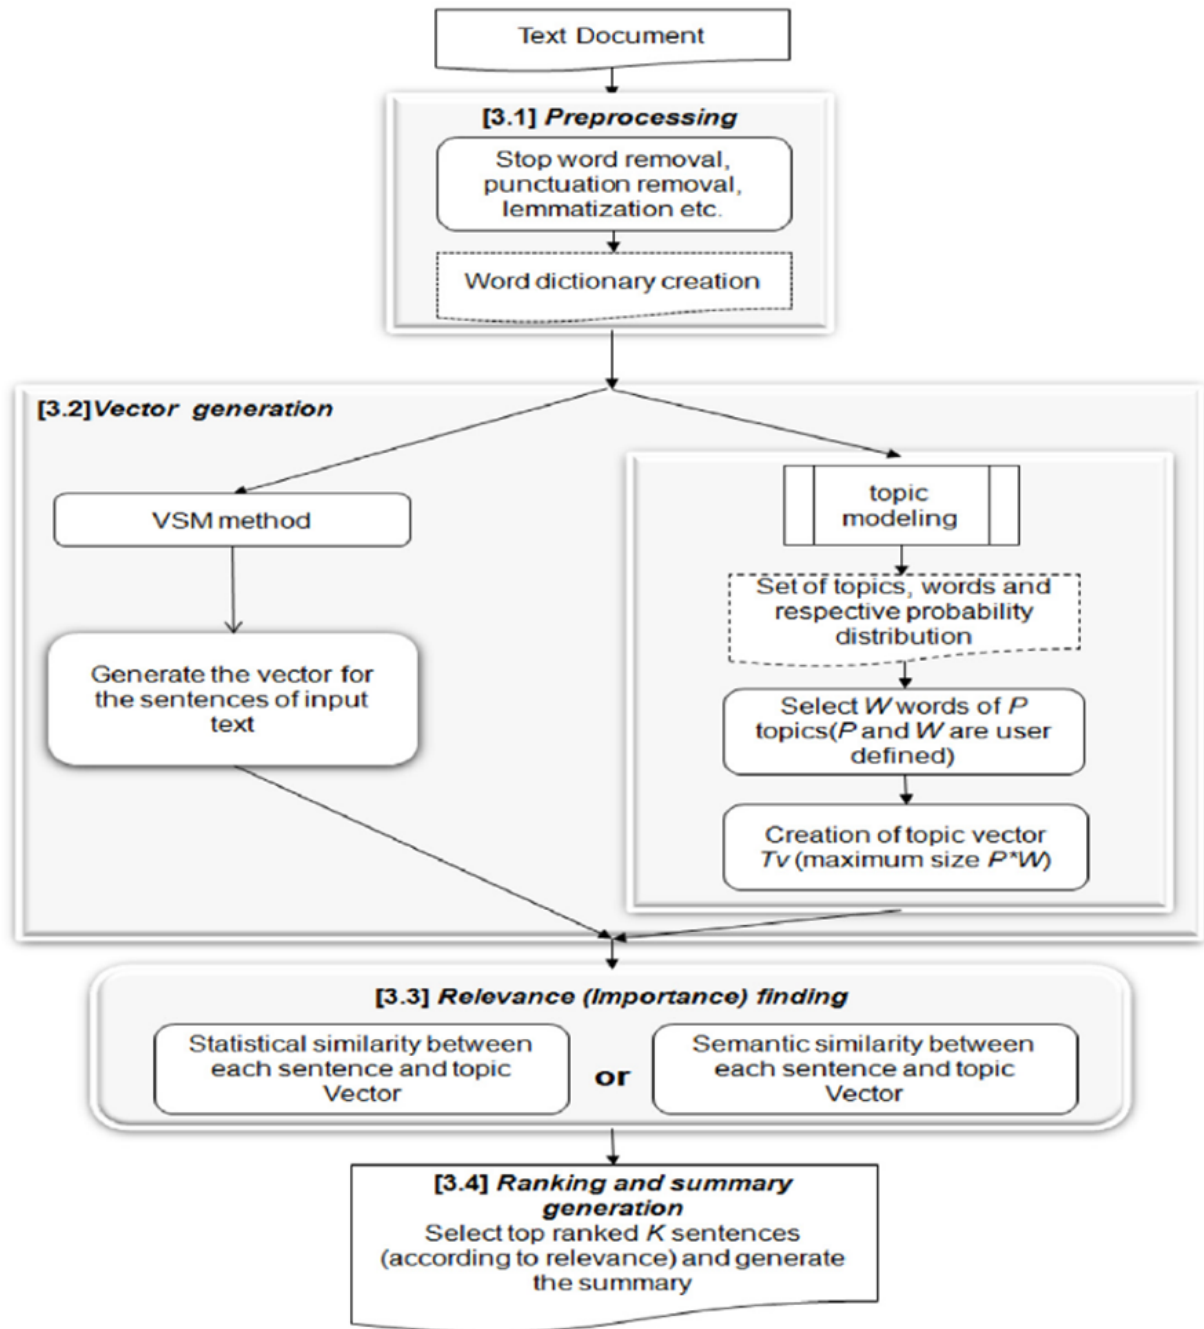 Text Document
[3.1] Preprocessing
Stop word removal,
punctuation removal,
lemmatization etc.
Word dictionary creation
[3.2]Vector generation
VSM method
Generate the vector for
the sentences of input
text
topic
modeling
Set of topics, words and
respective probability
distribution
Select W words of P
topics(P and W are user
defined)
Creation of topic vector
Tv (maximum size P*W)
[3.3] Relevance (Importance) finding
Statistical similarity between
each sentence and topic
Vector
or
Semantic similarity between
each sentence and topic
Vector
[3.4] Ranking and summary
generation
Select top ranked K sentences
(according to relevance) and generate
the summary